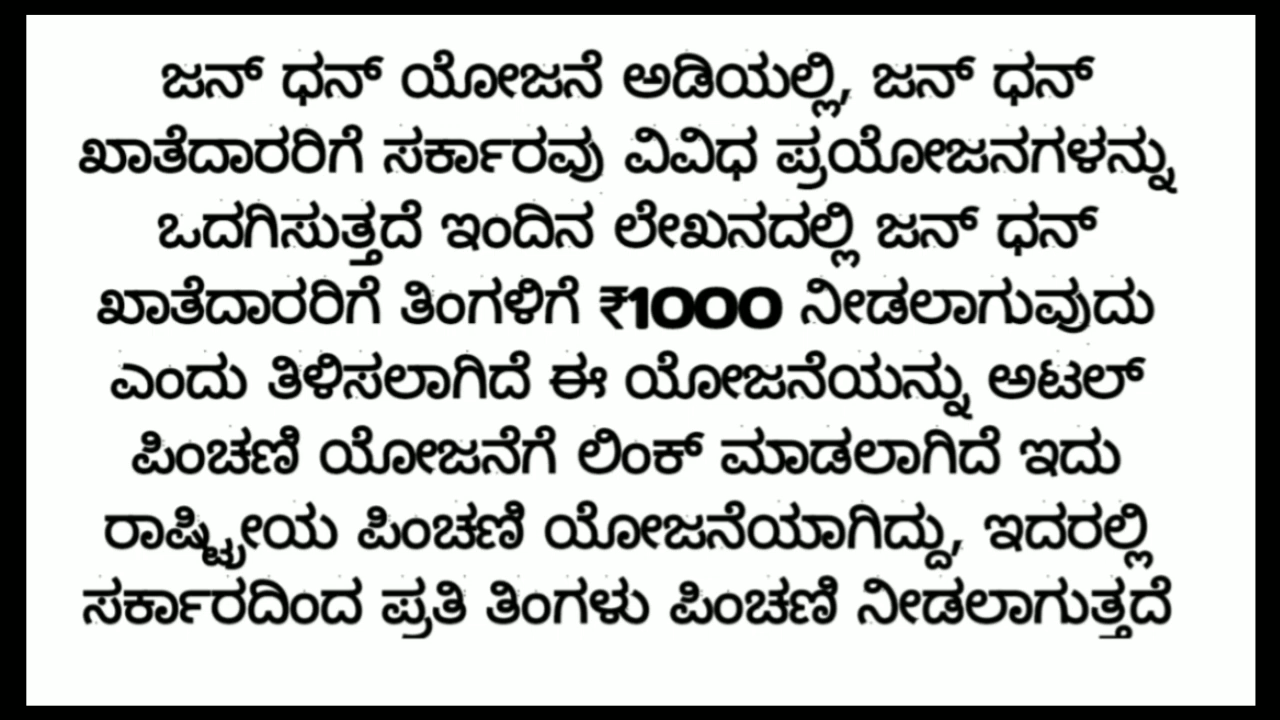 ಜನ್ ಧನ್ ಯೋಜನೆ ಅಡಿಯಲ್ಲಿ, ಜನ್ ಧನ್
ಖಾತೆದಾರರಿಗೆ ಸರ್ಕಾರವು ವಿವಿಧ ಪ್ರಯೋಜನಗಳನ್ನು
ಒದಗಿಸುತ್ತದೆ ಇಂದಿನ ಲೇಖನದಲ್ಲಿ ಜನ್ ಧನ್
ಖಾತೆದಾರರಿಗೆ ತಿಂಗಳಿಗೆ ₹1000 ನೀಡಲಾಗುವುದು
ಎಂದು ತಿಳಿಸಲಾಗಿದೆ ಈ ಯೋಜನೆಯನ್ನು ಅಟಲ್
ಪಿಂಚಣಿ ಯೋಜನೆಗೆ ಲಿಂಕ್ ಮಾಡಲಾಗಿದೆ ಇದು
ರಾಷ್ಟ್ರೀಯ ಪಿಂಚಣಿ ಯೋಜನೆಯಾಗಿದ್ದು, ಇದರಲ್ಲಿ
ಸರ್ಕಾರದಿಂದ ಪ್ರತಿ ತಿಂಗಳು ಪಿಂಚಣಿ ನೀಡಲಾಗುತ್ತದೆ